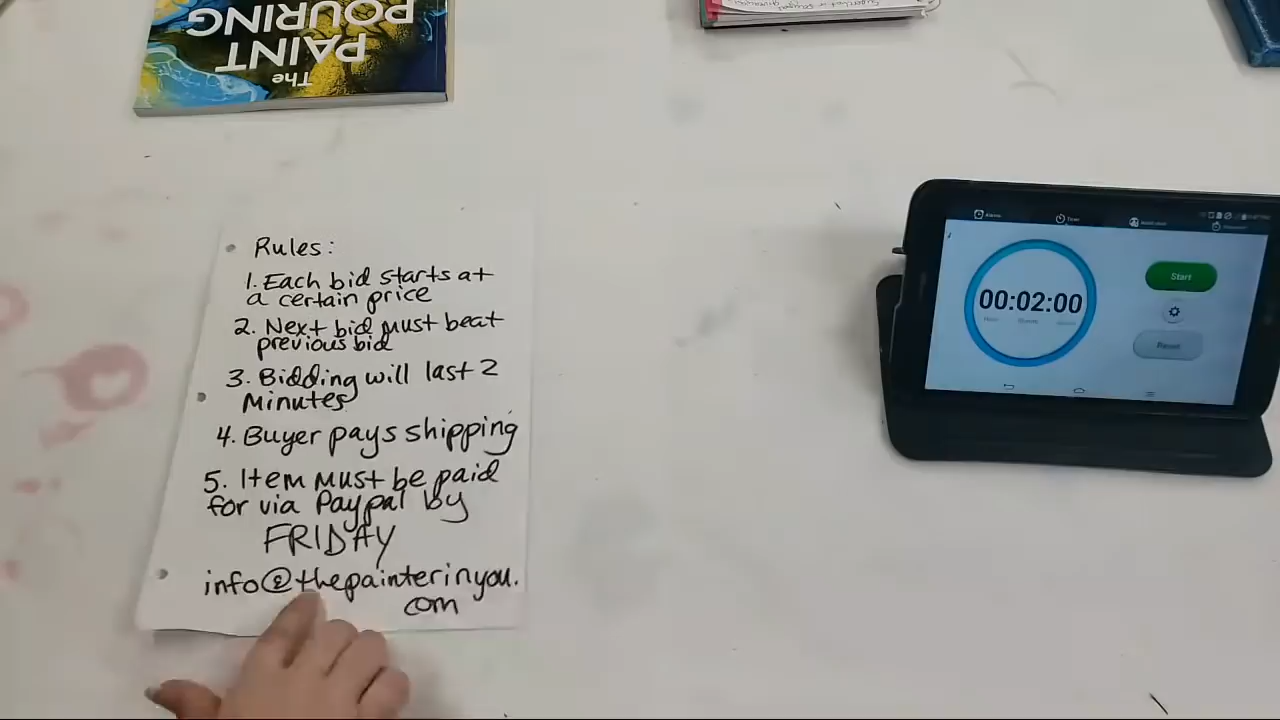 The
PAINT
POURING
Rules:
1. Each bid starts at
a certain price
2. Next bid must beat
previous bid
3. Bidding will last 2
Minutes
4. Buyer pays shipping
5. Item must be paid
for via Paypal by
FRIDAY
info@thepainterinyou.
com
Timer
00:02:00
Start
Reset